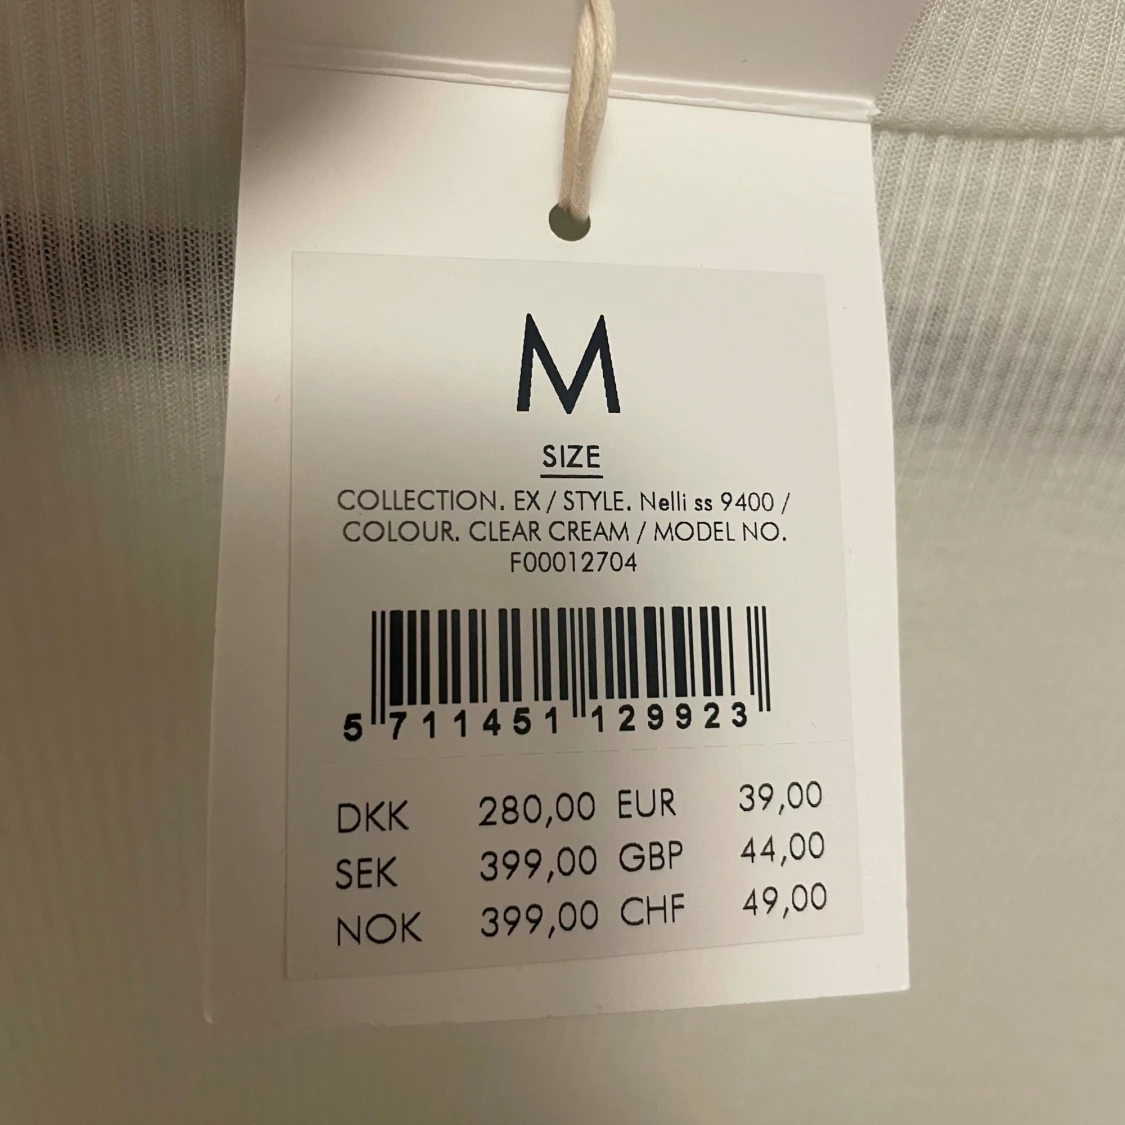 M
SIZE
COLLECTION. EX / STYLE. Nelli ss 9400 /
COLOUR. CLEAR CREAM / MODEL NO.
F00012704
5 711451 129923
DKK 280,00 EUR 39,00
SEK 399,00 GBP 44,00
NOK 399,00 CHF 49,00